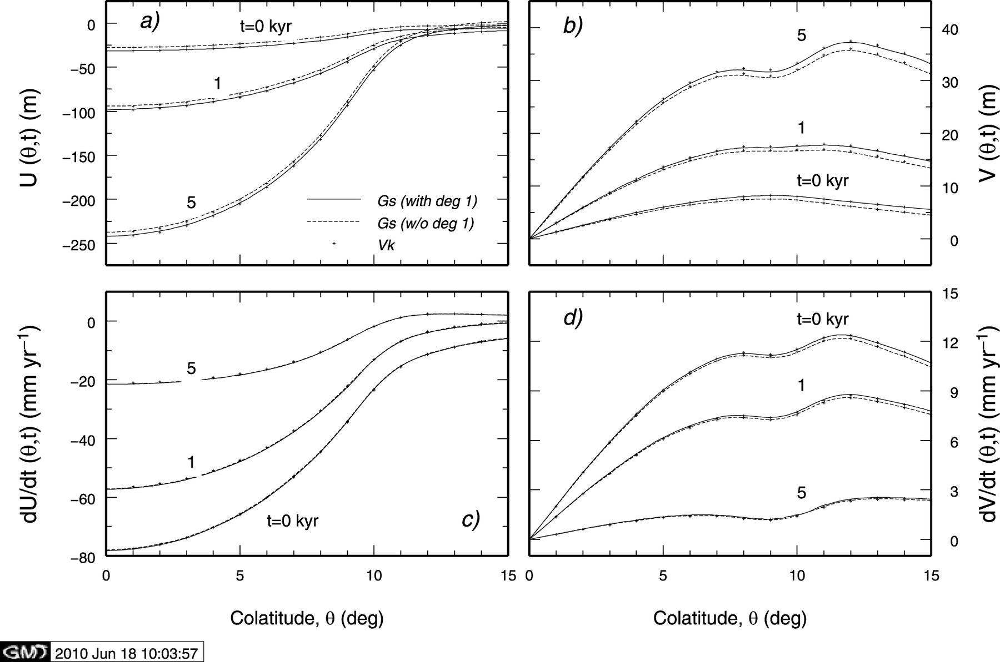 a)
t=0 kyr
1
5
Gs (with deg 1)
Gs (w/o deg 1)
Vk
0
−50
−100
−150
−200
−250
U (θ,t) (m)
b)
5
1
t=0 kyr
40
30
20
10
0
V (θ,t) (m)
c)
5
1
t=0 kyr
0
−20
−40
−60
−80
dU/dt (θ,t) (mm yr−1)
0
5
10
15
Colatitude, θ (deg)
d)
t=0 kyr
1
5
15
12
9
6
3
0
dV/dt (θ,t) (mm yr−1)
0
5
10
15
Colatitude, θ (deg)
GMT 2010 Jun 18 10:03:57